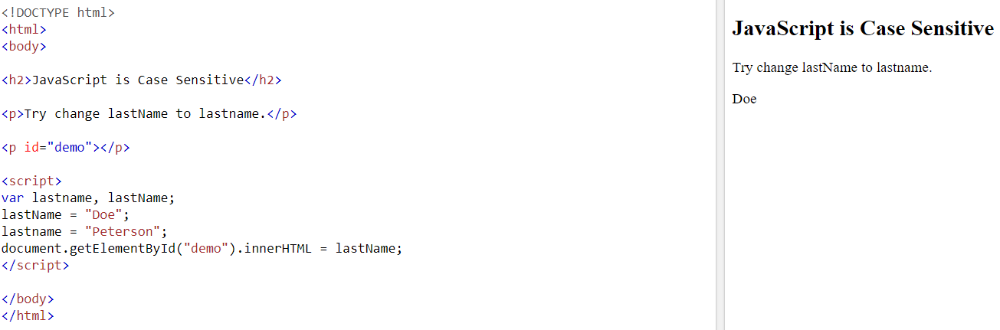 <!DOCTYPE html>
<html>
<body>
<h2>JavaScript is Case Sensitive</h2>
<p>Try change lastName to lastname.</p>
<p id="demo"></p>
<script>
var lastname, lastName;
lastName = "Doe";
lastname = "Peterson";
document.getElementById("demo").innerHTML = lastName;
</script>
</body>
</html>
JavaScript is Case Sensitive
Try change lastName to lastname.
Doe